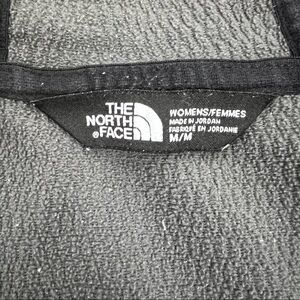 THE
NORTH
®FACE
WOMENS/FEMMES
MADE IN JORDAN
FABRIQUÉ EN JORDANIE
M/M